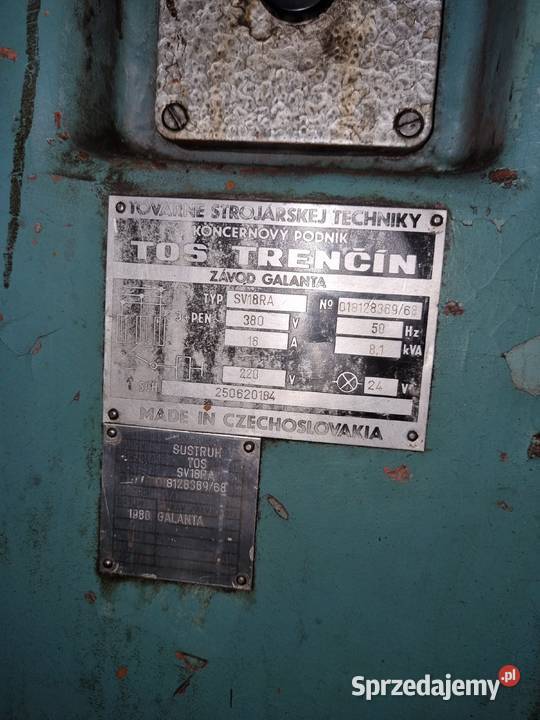 TOVÁRNE STROJÁRSKEJ TECHNIKY
KONCERNOVÝ PODNIK
TOS TRENČÍN
ZÁVOD GALANTA
TYP SV18RA Nº 018128369/68
3+PEN 380 V 50 Hz
16 A 8,1 kVA
220 V 24 V
250620184
MADE IN CZECHOSLOVAKIA
SUSTRUH
TOS
SV18RA
018128369/68
1980 GALANTA
Sprzedajemy.pl